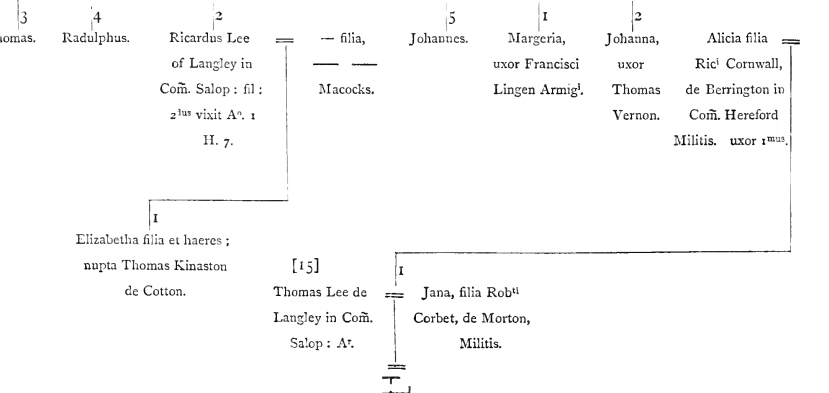 3 4 2 5 1 2
Radulphus. Ricardus Lee — filia, Johannes. Margeria, Johanna, Alicia filia
of Langley in — — uxor Francisci uxor Ricⁱ Cornwall,
Com̃. Salop : fil : Macocks. Lingen Armigⁱ. Thomas de Berrington in
2ⁱᵘˢ vixit Aᵒ. 1 Vernon. Com̃. Hereford
H. 7. Militis. uxor 1ᵐᵘˢ.
1
Elizabetha filia et haeres ;
nupta Thomas Kinaston [15] 1
de Cotton. Thomas Lee de Jana, filia Robᵗⁱ
Langley in Com̃. Corbet, de Morton,
Salop : Aʳ. Militis.